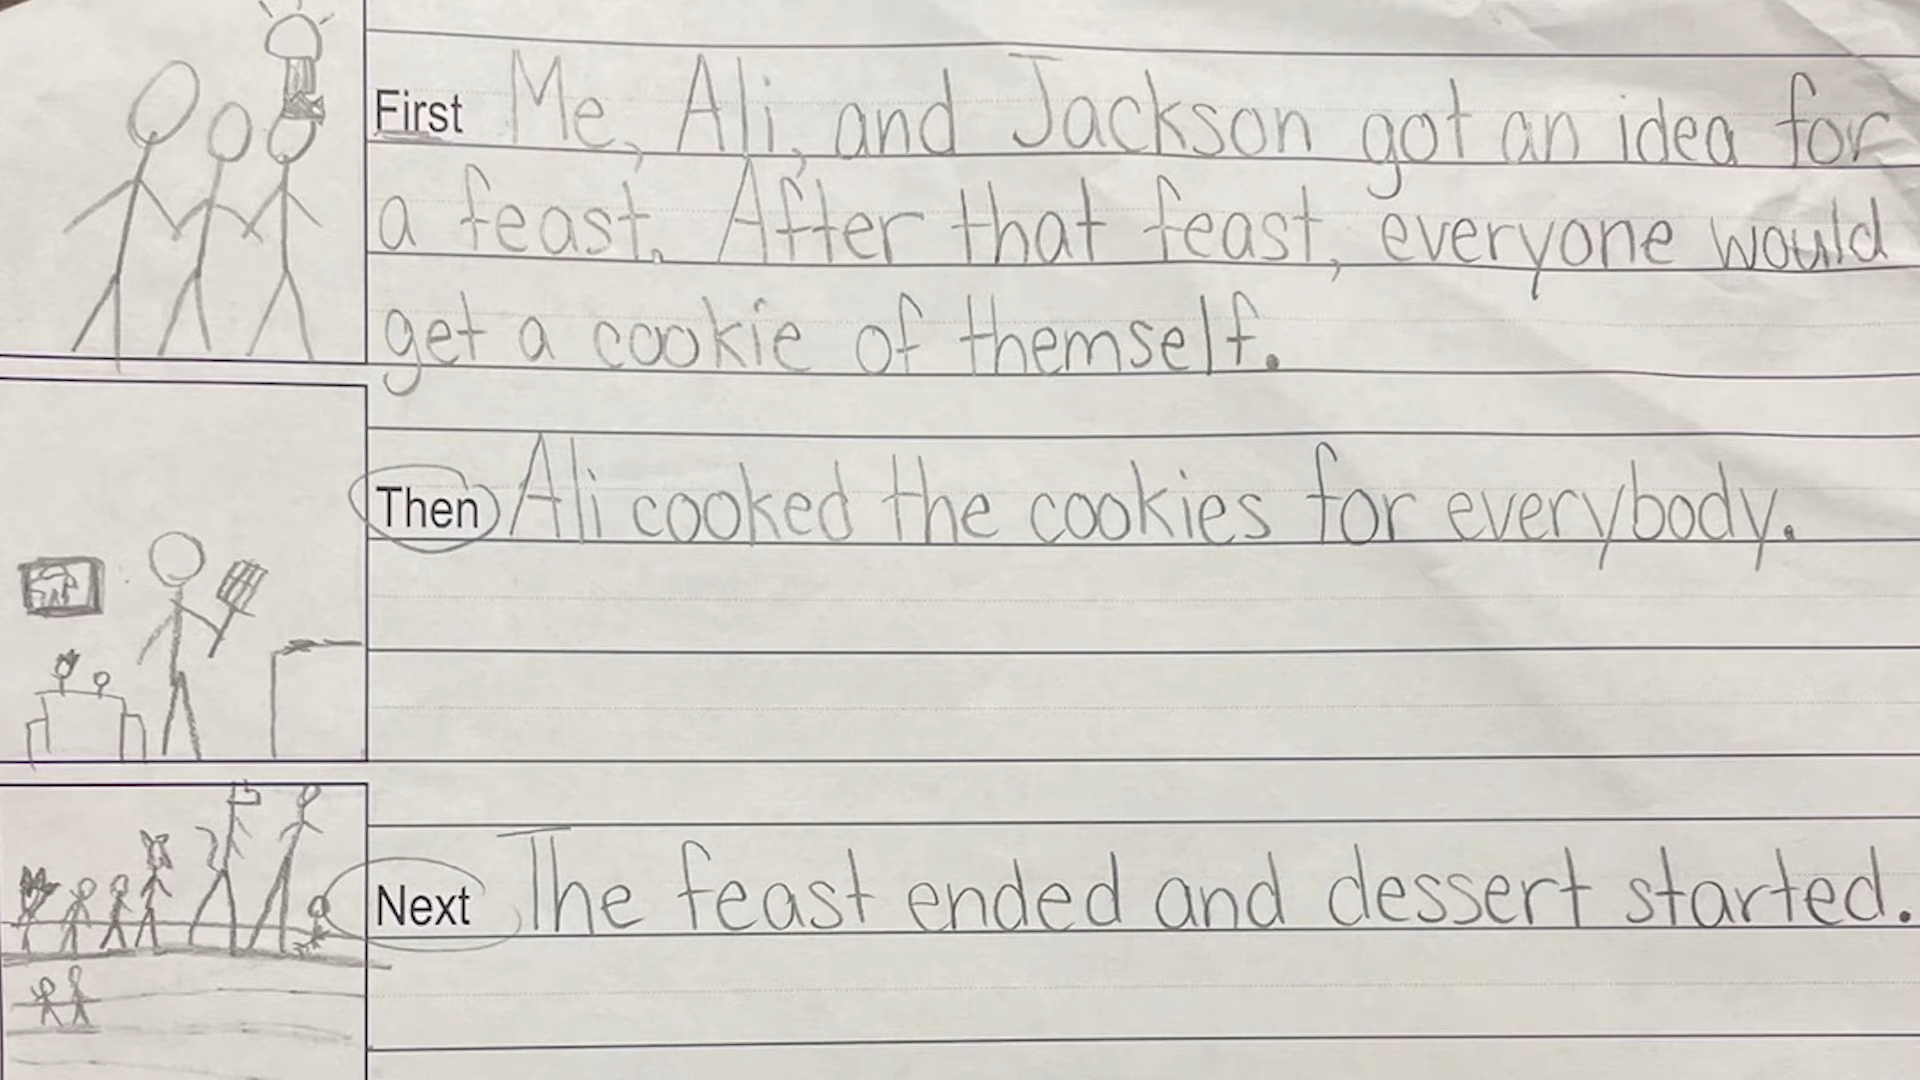 First Me, Ali, and Jackson got an idea for
a feast. After that feast, everyone would
get a cookie of themself.
Then Ali cooked the cookies for everybody.
Next The feast ended and dessert started.